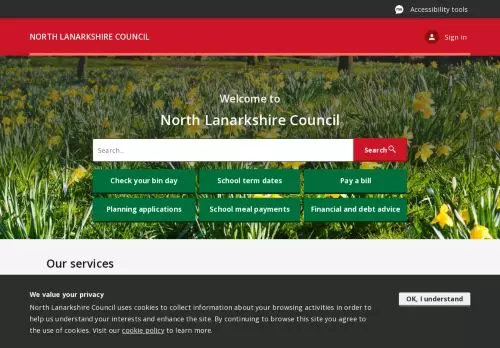 Accessibility tools
NORTH LANARKSHIRE COUNCIL
Sign in
Welcome to
North Lanarkshire Council
Search...
Search
Check your bin day
School term dates
Pay a bill
Planning applications
School meal payments
Financial and debt advice
Our services
We value your privacy
North Lanarkshire Council uses cookies to collect information about your browsing activities in order to
help us understand your interests and enhance the site. By continuing to browse this site you agree to
the use of cookies. Visit our cookie policy to learn more.
OK, I understand